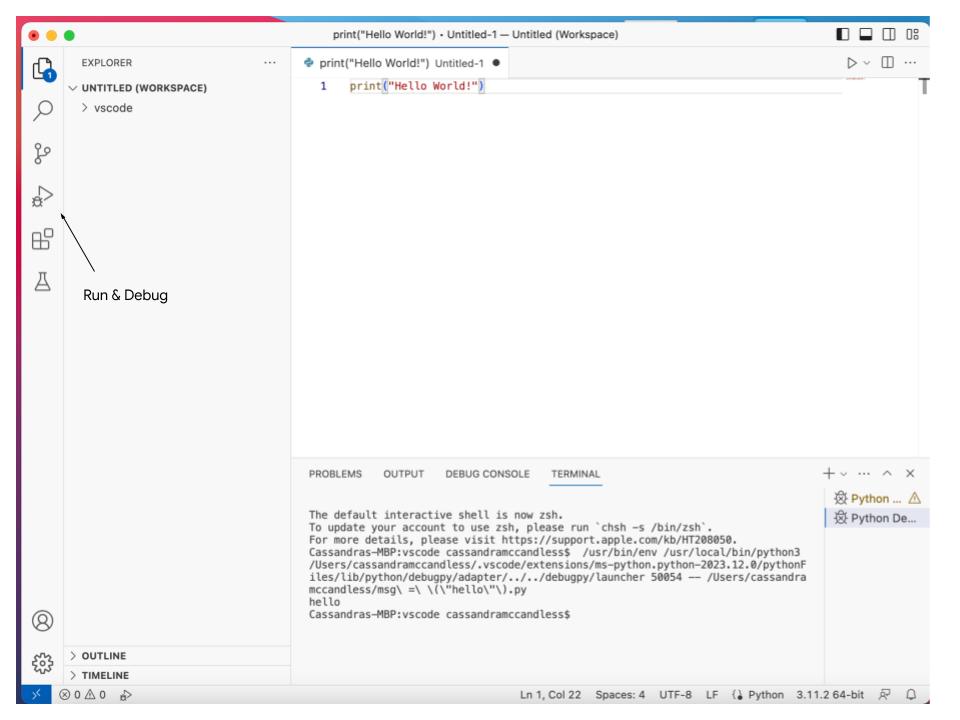 print("Hello World!") • Untitled-1 — Untitled (Workspace)
EXPLORER
1
UNTITLED (WORKSPACE)
vscode
Run & Debug
OUTLINE
TIMELINE
print("Hello World!") Untitled-1 ●
1 print("Hello World!")
PROBLEMS OUTPUT DEBUG CONSOLE TERMINAL
Python ...
Python De...
The default interactive shell is now zsh.
To update your account to use zsh, please run `chsh -s /bin/zsh`.
For more details, please visit https://support.apple.com/kb/HT208050.
Cassandras-MBP:vscode cassandramccandless$  /usr/bin/env /usr/local/bin/python3
/Users/cassandramccandless/.vscode/extensions/ms-python.python-2023.12.0/pythonF
iles/lib/python/debugpy/adapter/../../debugpy/launcher 50054 -- /Users/cassandra
mccandless/msg\ =\ \(\"hello\"\).py
hello
Cassandras-MBP:vscode cassandramccandless$
0 0 Ln 1, Col 22 Spaces: 4 UTF-8 LF Python 3.11.2 64-bit